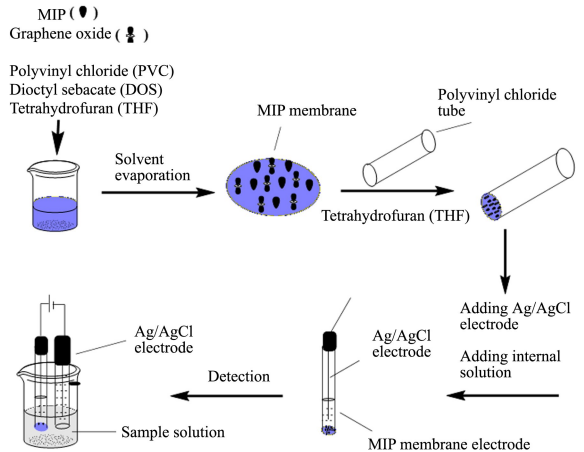 MIP ( )
Graphene oxide ( )
Polyvinyl chloride (PVC)
Dioctyl sebacate (DOS)
Tetrahydrofuran (THF)
Solvent
evaporation
MIP membrane
Polyvinyl chloride
tube
Tetrahydrofuran (THF)
Adding Ag/AgCl
electrode
Adding internal
solution
Ag/AgCl
electrode
MIP membrane electrode
Detection
Ag/AgCl
electrode
Sample solution